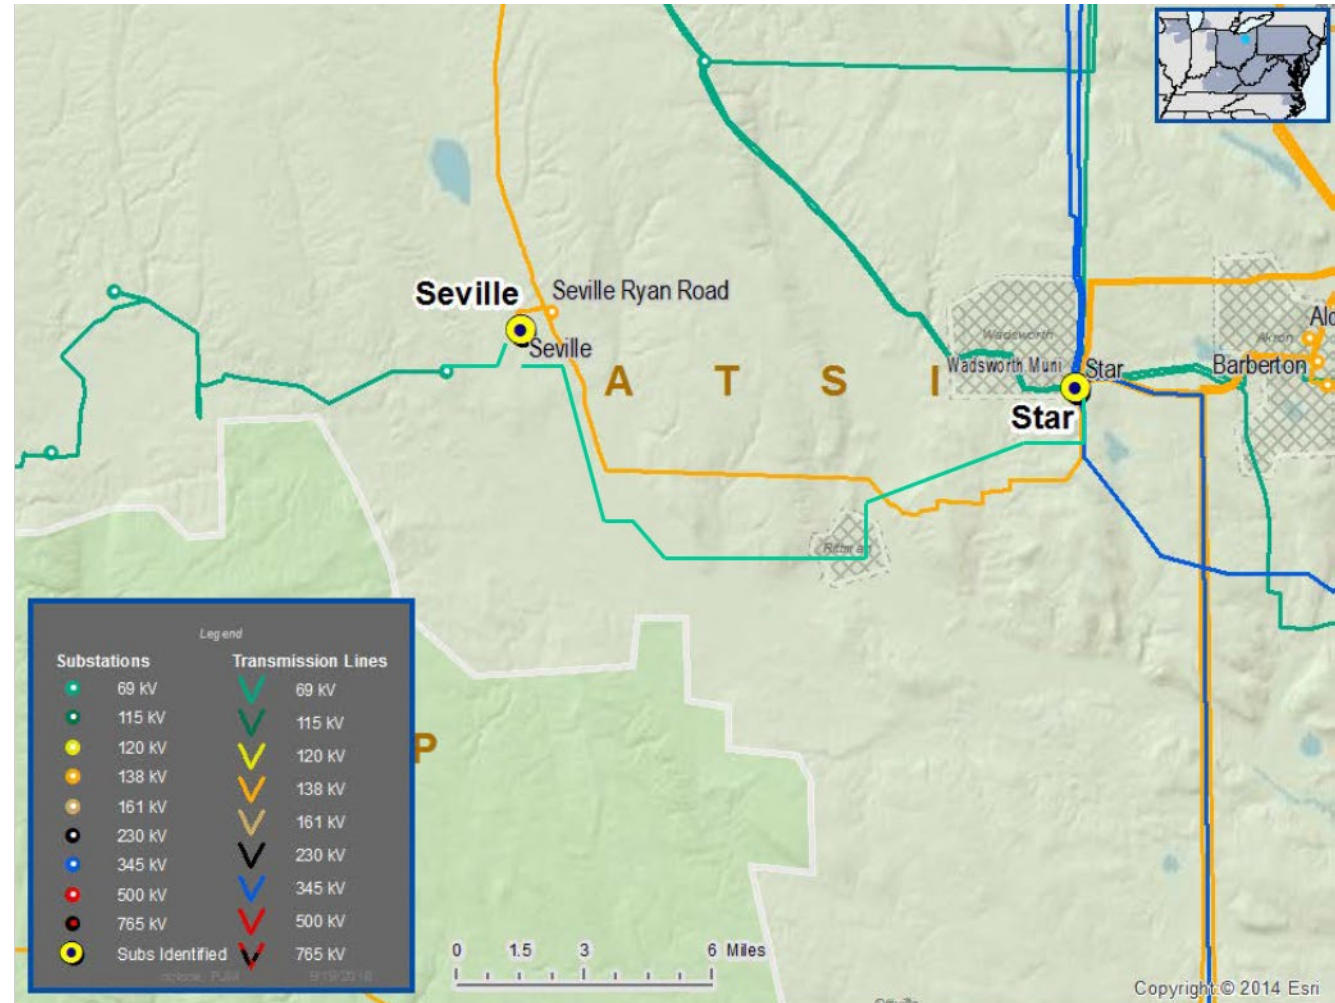 Seville
Seville Ryan Road
Seville
A T S I
Wadsworth
Wadsworth Muni
Star
Star
Akron
Barberton
Rittman
P
Legend
Substations
69 kV
115 kV
120 kV
138 kV
161 kV
230 kV
345 kV
500 kV
765 kV
Subs Identified
Transmission Lines
69 kV
115 kV
120 kV
138 kV
161 kV
230 kV
345 kV
500 kV
765 kV
0 1.5 3 6 Miles
Copyright:© 2014 Esri